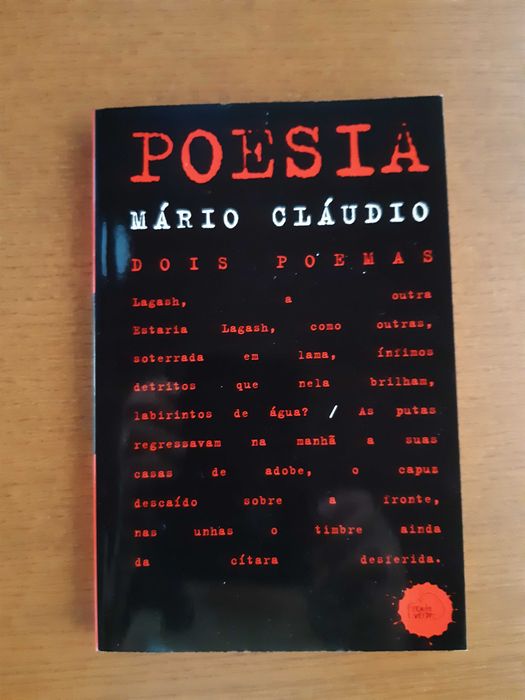 POESIA
MÁRIO CLÁUDIO
DOIS POEMAS
Lagash, a outra
Estaria Lagash, como outras,
soterrada em lama, ínfimos
detritos que nela brilham,
labirintos de água? / As putas
regressavam na manhã a suas
casas de adobe, o capuz
descaído sobre a fronte,
nas unhas o timbre ainda
da cítara desferida.